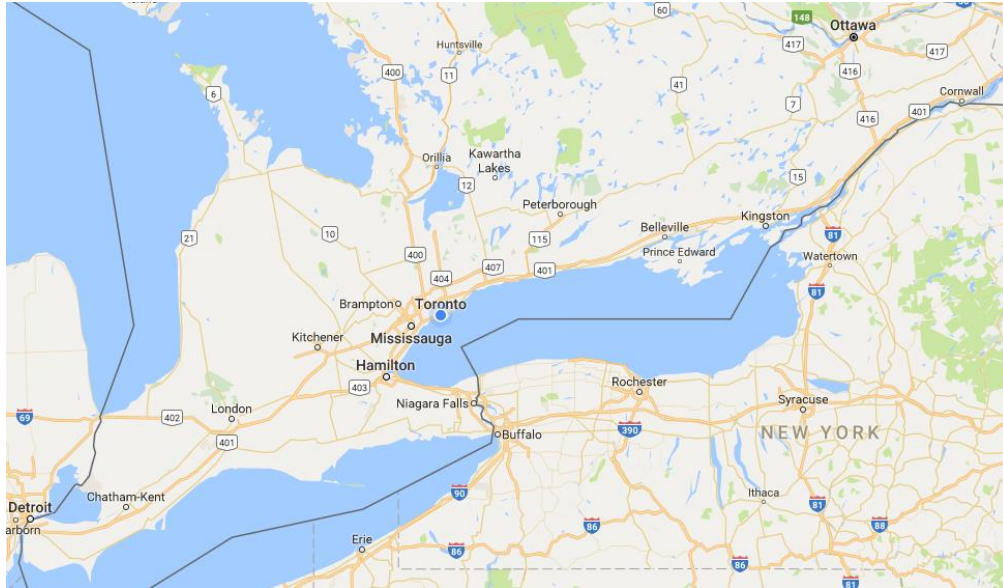 60
148
Ottawa
417
417
Huntsville
400
11
41
416
6
7
Cornwall
401
416
Orillia
Kawartha
Lakes
12
15
Peterborough
Kingston
21
10
115
Belleville
81
400
Prince Edward
Watertown
404
407
401
81
Brampton
Toronto
Mississauga
Kitchener
Hamilton
403
Rochester
Niagara Falls
Syracuse
69
402
London
401
Buffalo
390
NEW YORK
90
Chatham-Kent
Ithaca
81
Detroit
arborn
86
88
Erie
86
86
81